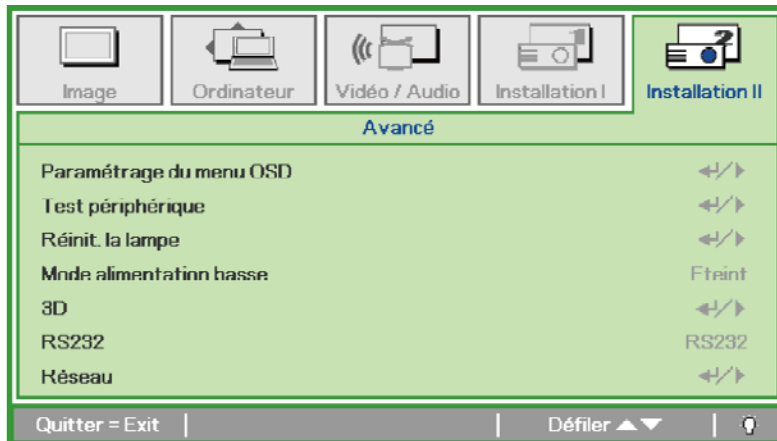 Image
Ordinateur
Vidéo / Audio
Installation I
Installation II
Avancé
Paramétrage du menu OSD
Test périphérique
Réinit. la lampe
Mode alimentation basse Eteint
3D
RS232 RS232
Réseau
Quitter = Exit Défiler